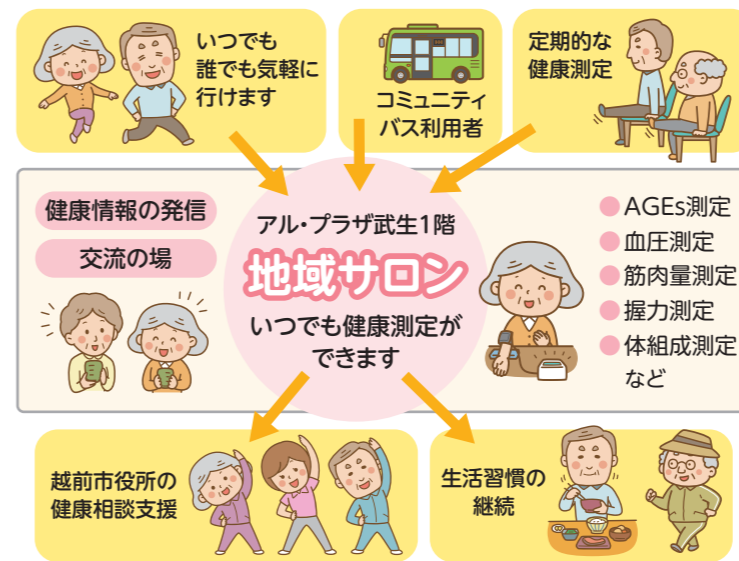 いつでも
誰でも気軽に
行けます
コミュニティ
バス利用者
定期的な
健康測定
健康情報の発信
交流の場
アル・プラザ武生1階
地域サロン
いつでも健康測定が
できます
●AGEs測定
●血圧測定
●筋肉量測定
●握力測定
●体組成測定
など
越前市役所の
健康相談支援
生活習慣の
継続